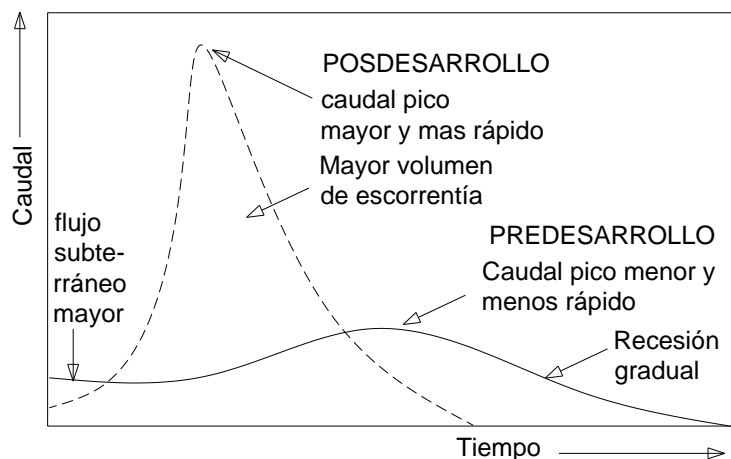 POSDESARROLLO
caudal pico
mayor y mas rápido
Mayor volumen
de escorrentía
Caudal
flujo
subte-
rráneo
mayor
PREDESARROLLO
Caudal pico menor y
menos rápido
Recesión
gradual
Tiempo